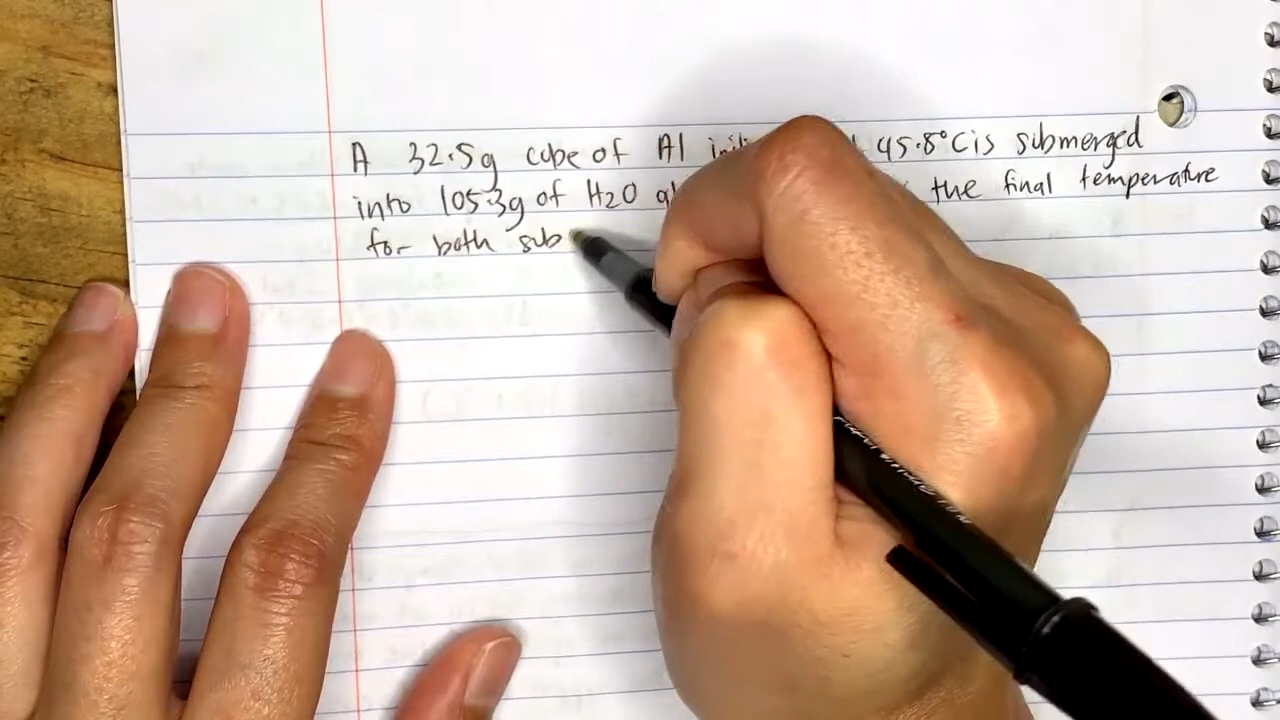 A 32.5g cube of Al 45.8°C is submerged
into 105.3g of H2O the final temperature
for both sub